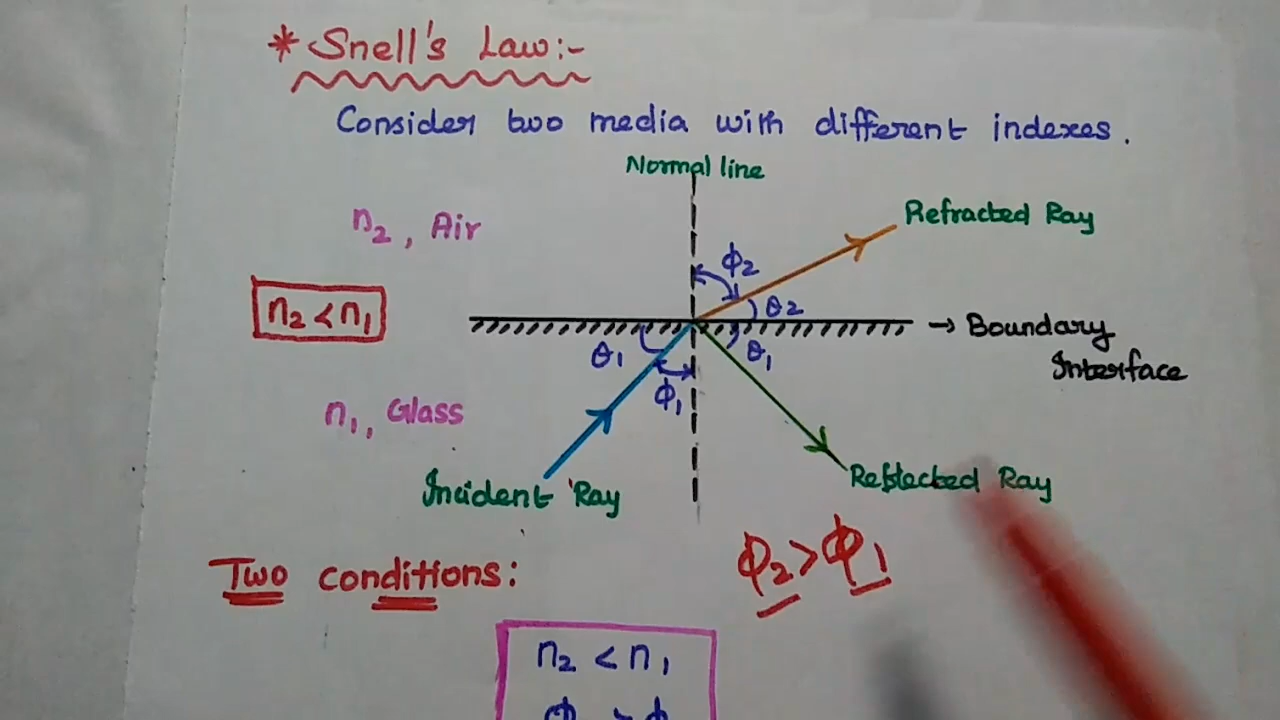 * Snell's Law:-
Consider two media with different indexes.
Normal line
n₂, Air
Refracted Ray
ϕ₂
θ₂
n₂ < n₁
→ Boundary
Interface
θ₁
θ₁
ϕ₁
n₁, Glass
Incident Ray
Reflected Ray
ϕ₂ > ϕ₁
Two conditions:
n₂ < n₁